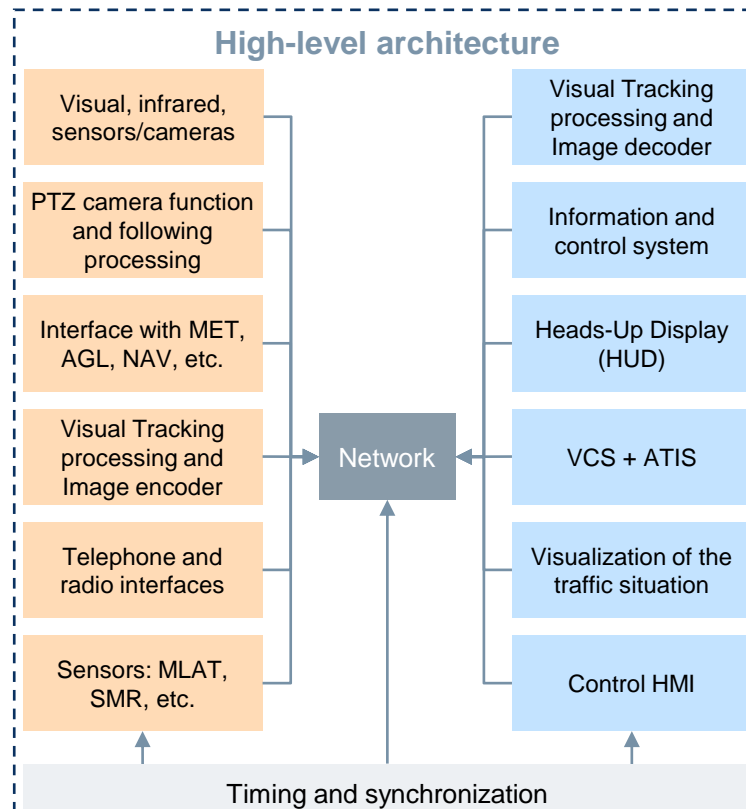 High-level architecture
Visual, infrared,
sensors/cameras
PTZ camera function
and following
processing
Interface with MET,
AGL, NAV, etc.
Visual Tracking
processing and
Image encoder
Telephone and
radio interfaces
Sensors: MLAT,
SMR, etc.
Network
Visual Tracking
processing and
Image decoder
Information and
control system
Heads-Up Display
(HUD)
VCS + ATIS
Visualization of the
traffic situation
Control HMI
Timing and synchronization